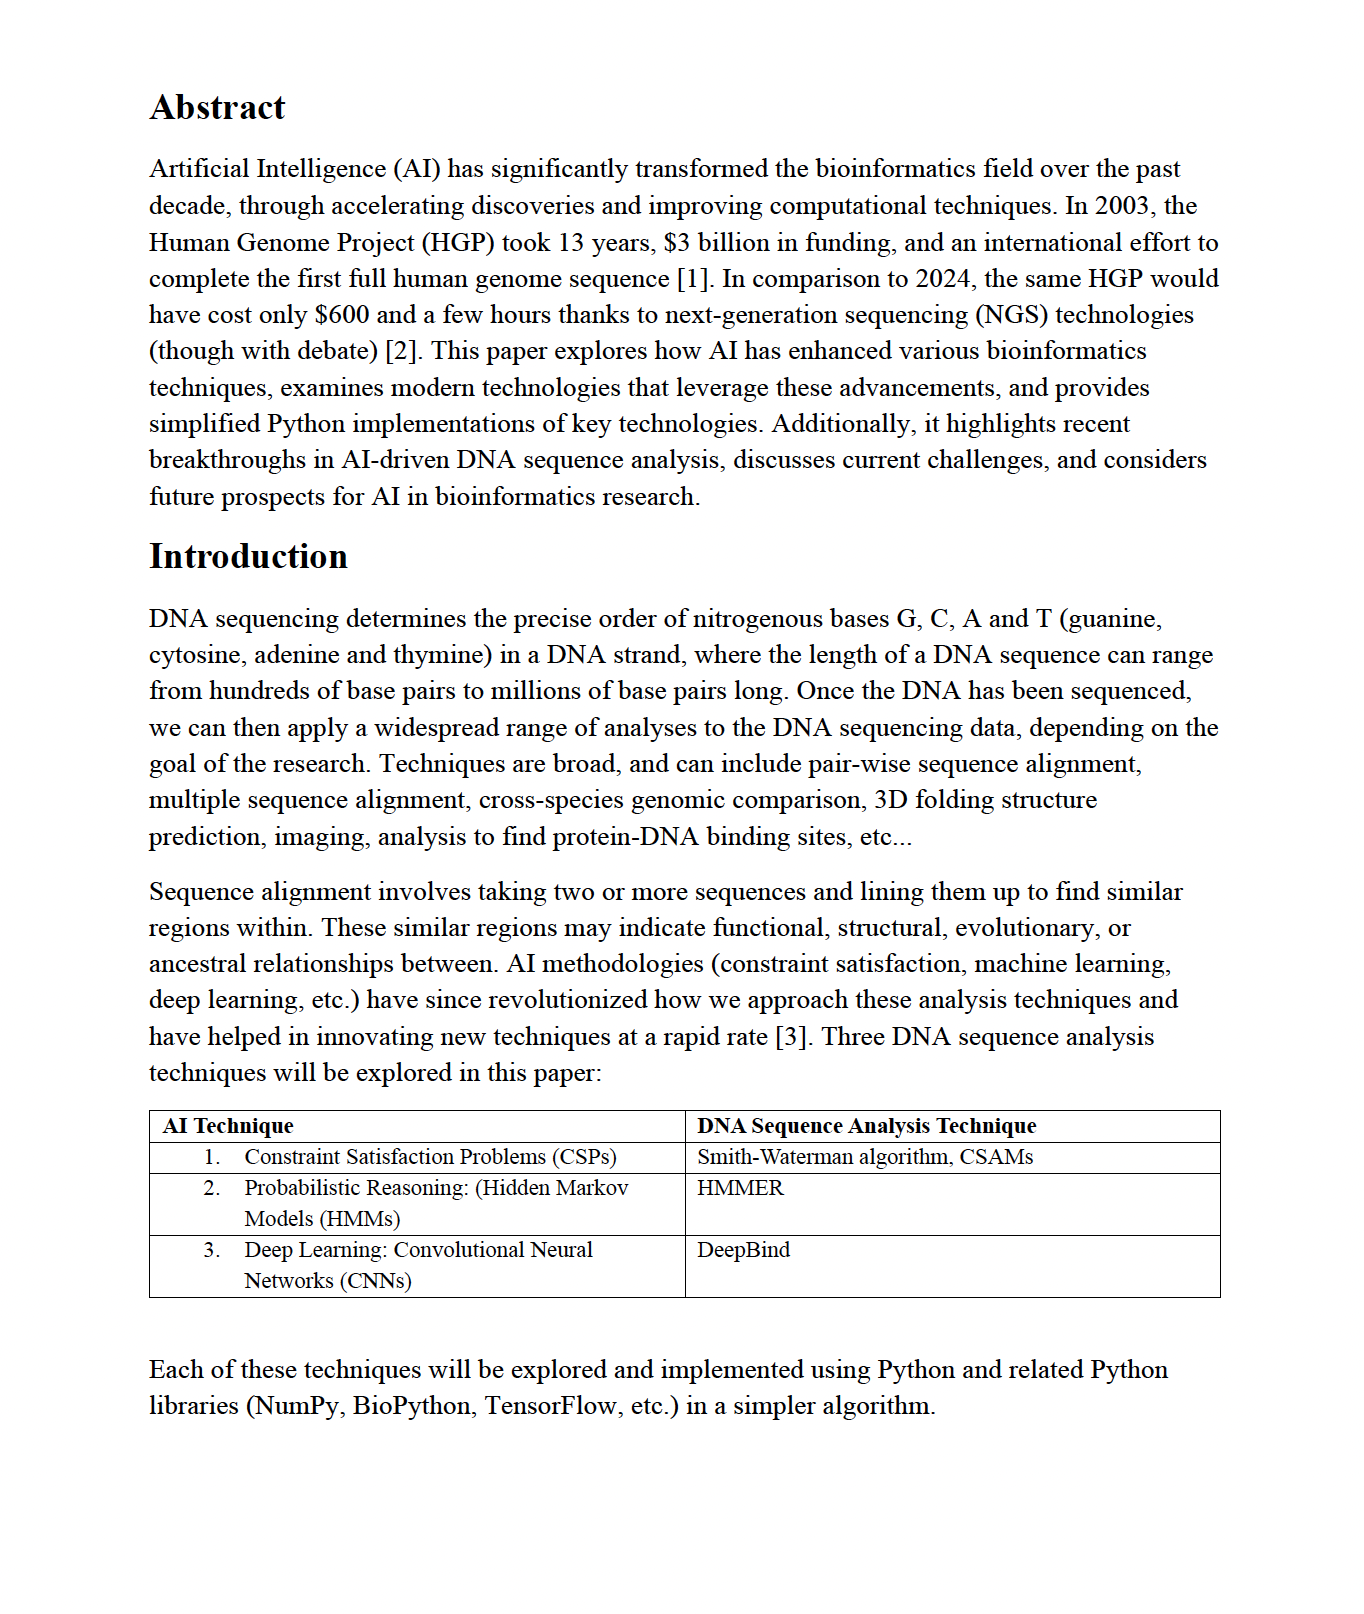 Abstract
Artificial Intelligence (AI) has significantly transformed the bioinformatics field over the past
decade, through accelerating discoveries and improving computational techniques. In 2003, the
Human Genome Project (HGP) took 13 years, $3 billion in funding, and an international effort to
complete the first full human genome sequence [1]. In comparison to 2024, the same HGP would
have cost only $600 and a few hours thanks to next-generation sequencing (NGS) technologies
(though with debate) [2]. This paper explores how AI has enhanced various bioinformatics
techniques, examines modern technologies that leverage these advancements, and provides
simplified Python implementations of key technologies. Additionally, it highlights recent
breakthroughs in AI-driven DNA sequence analysis, discusses current challenges, and considers
future prospects for AI in bioinformatics research.
Introduction
DNA sequencing determines the precise order of nitrogenous bases G, C, A and T (guanine,
cytosine, adenine and thymine) in a DNA strand, where the length of a DNA sequence can range
from hundreds of base pairs to millions of base pairs long. Once the DNA has been sequenced,
we can then apply a widespread range of analyses to the DNA sequencing data, depending on the
goal of the research. Techniques are broad, and can include pair-wise sequence alignment,
multiple sequence alignment, cross-species genomic comparison, 3D folding structure
prediction, imaging, analysis to find protein-DNA binding sites, etc...
Sequence alignment involves taking two or more sequences and lining them up to find similar
regions within. These similar regions may indicate functional, structural, evolutionary, or
ancestral relationships between. AI methodologies (constraint satisfaction, machine learning,
deep learning, etc.) have since revolutionized how we approach these analysis techniques and
have helped in innovating new techniques at a rapid rate [3]. Three DNA sequence analysis
techniques will be explored in this paper:
AI Technique DNA Sequence Analysis Technique
1. Constraint Satisfaction Problems (CSPs) Smith-Waterman algorithm, CSAMs
2. Probabilistic Reasoning: (Hidden Markov HMMER
Models (HMMs)
3. Deep Learning: Convolutional Neural DeepBind
Networks (CNNs)
Each of these techniques will be explored and implemented using Python and related Python
libraries (NumPy, BioPython, TensorFlow, etc.) in a simpler algorithm.